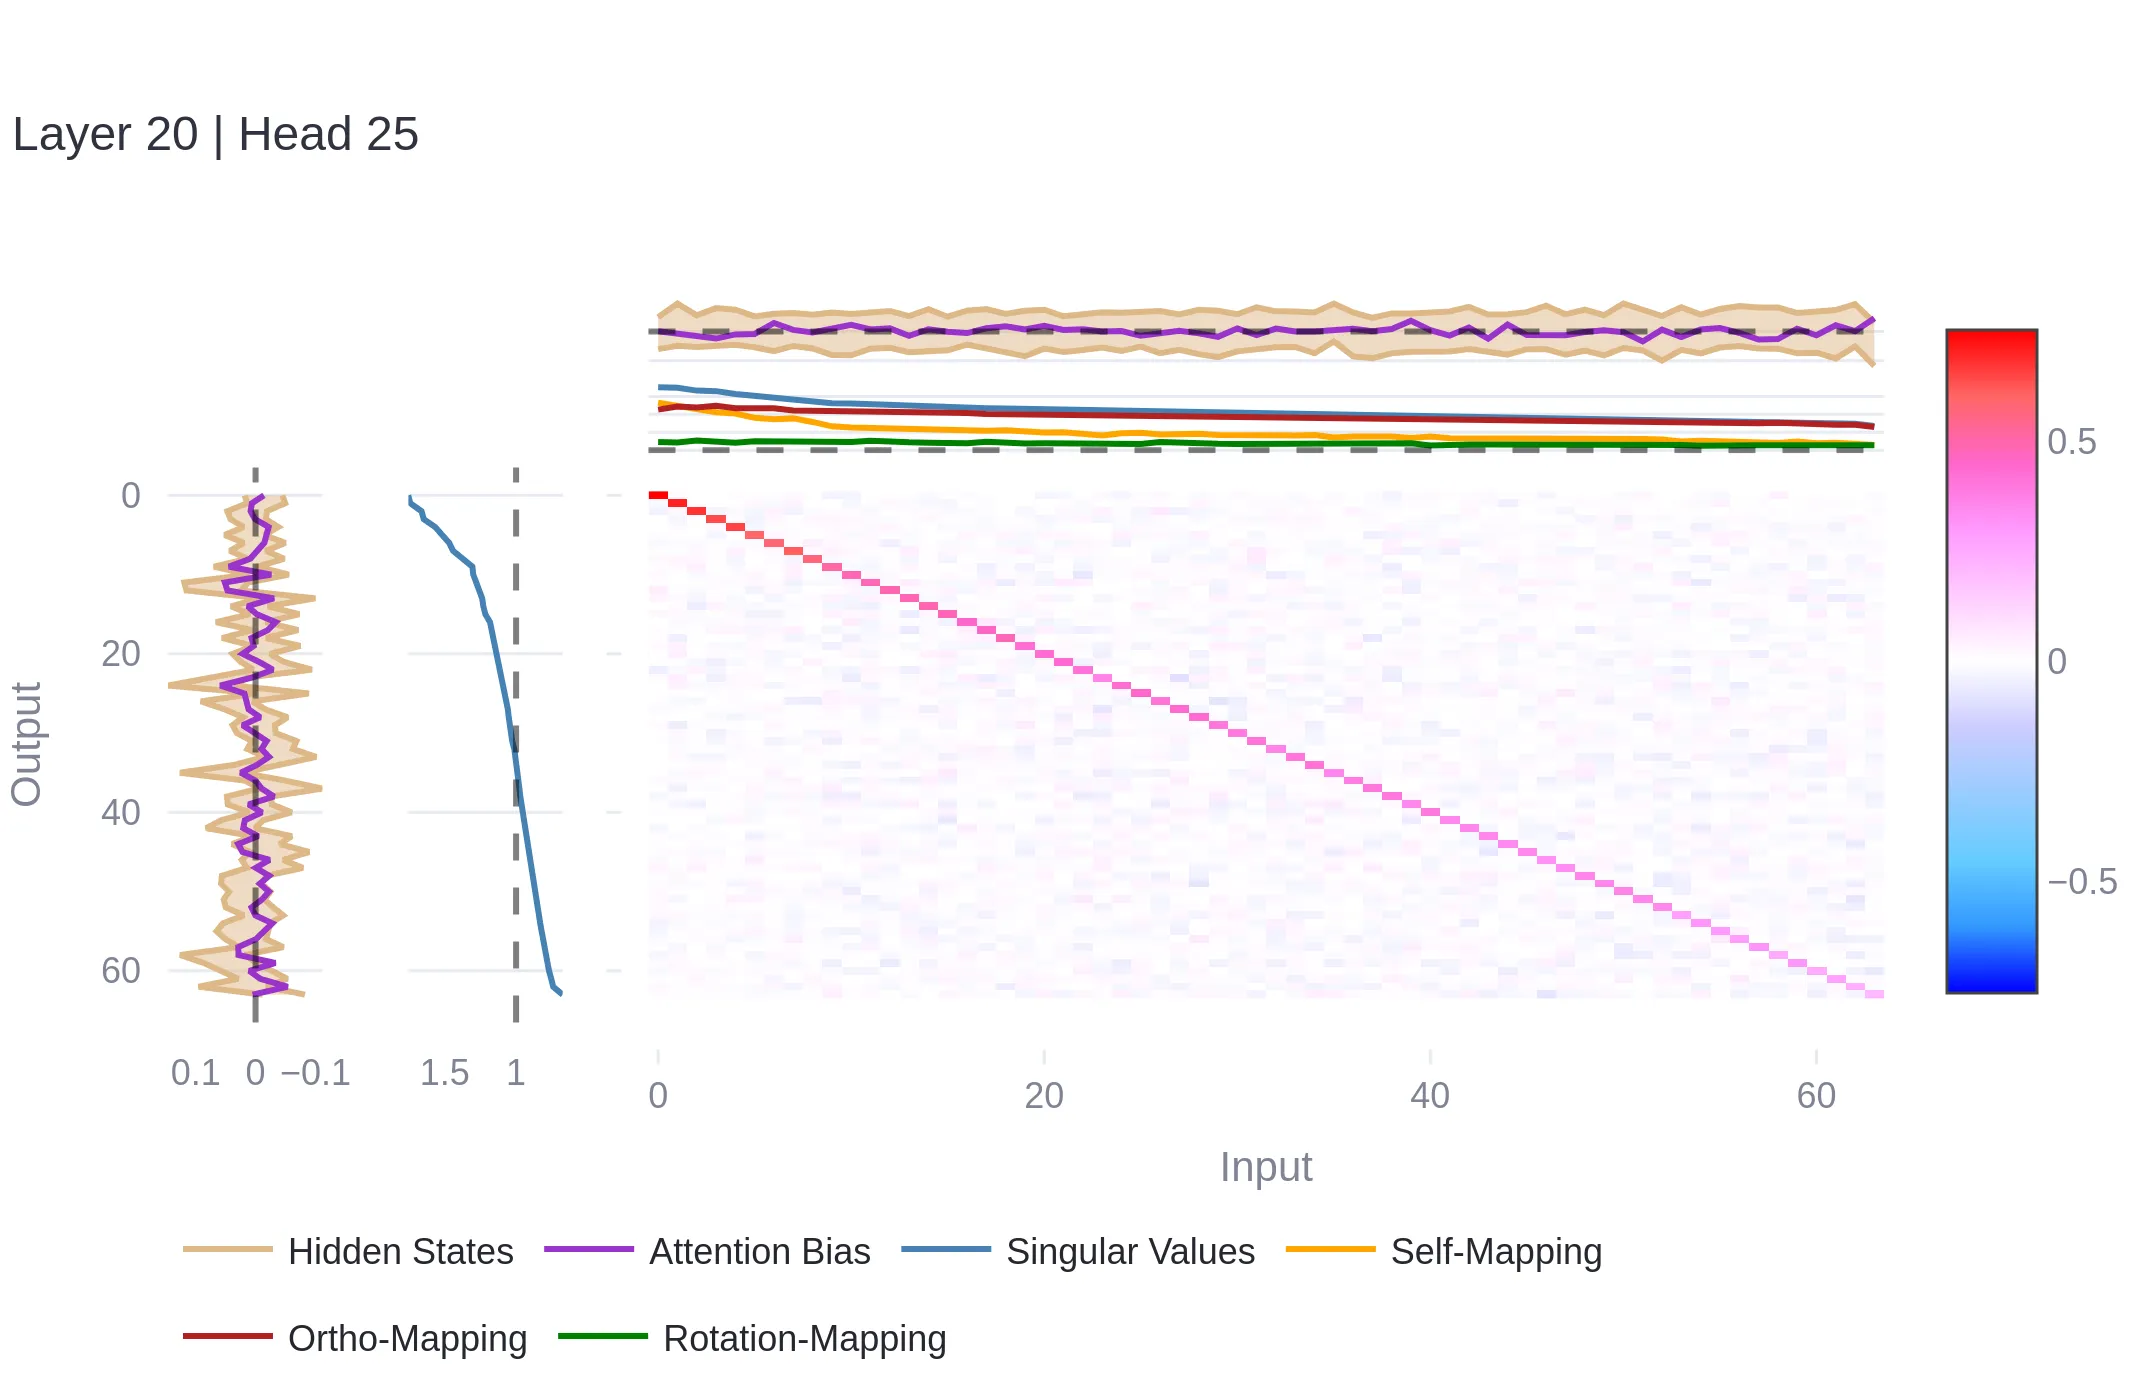 Layer 20 | Head 25
0
20
40
60
Output
0.1 0 −0.1
1.5 1
0 20 40 60
Input
0.5
0
−0.5
Hidden States Attention Bias Singular Values Self-Mapping
Ortho-Mapping Rotation-Mapping